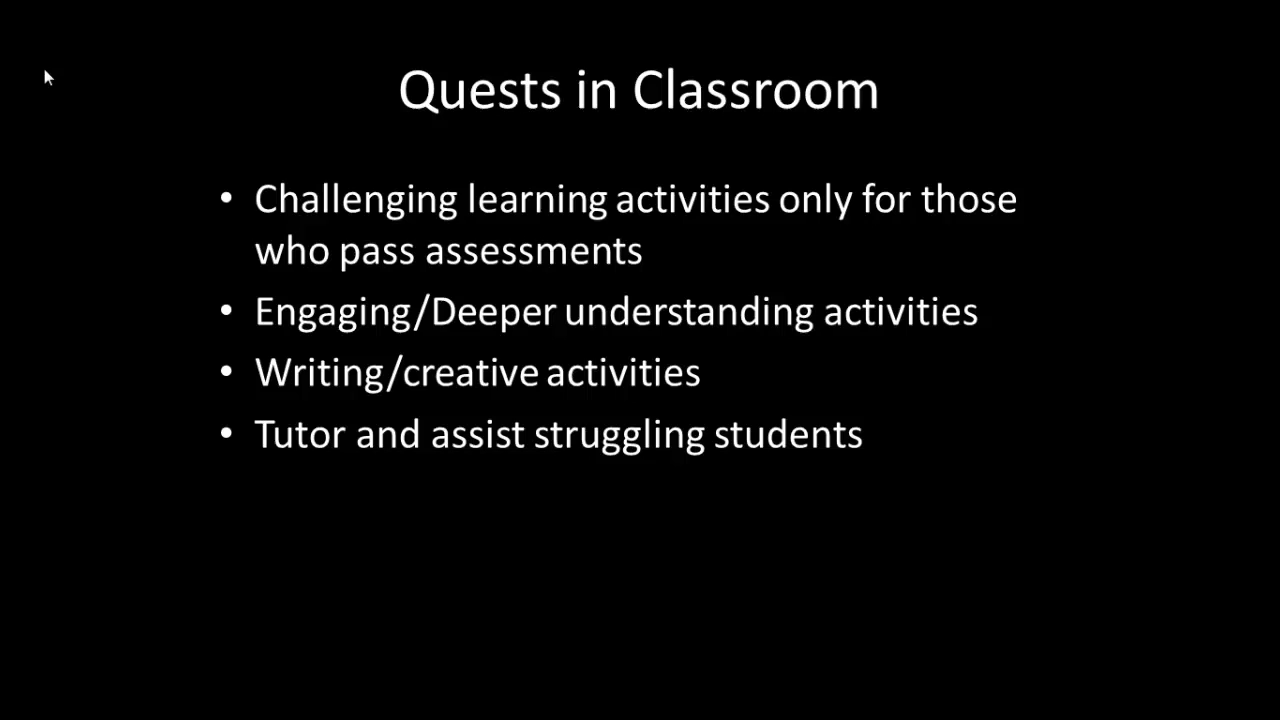 Quests in Classroom
• Challenging learning activities only for those
who pass assessments
• Engaging/Deeper understanding activities
• Writing/creative activities
• Tutor and assist struggling students